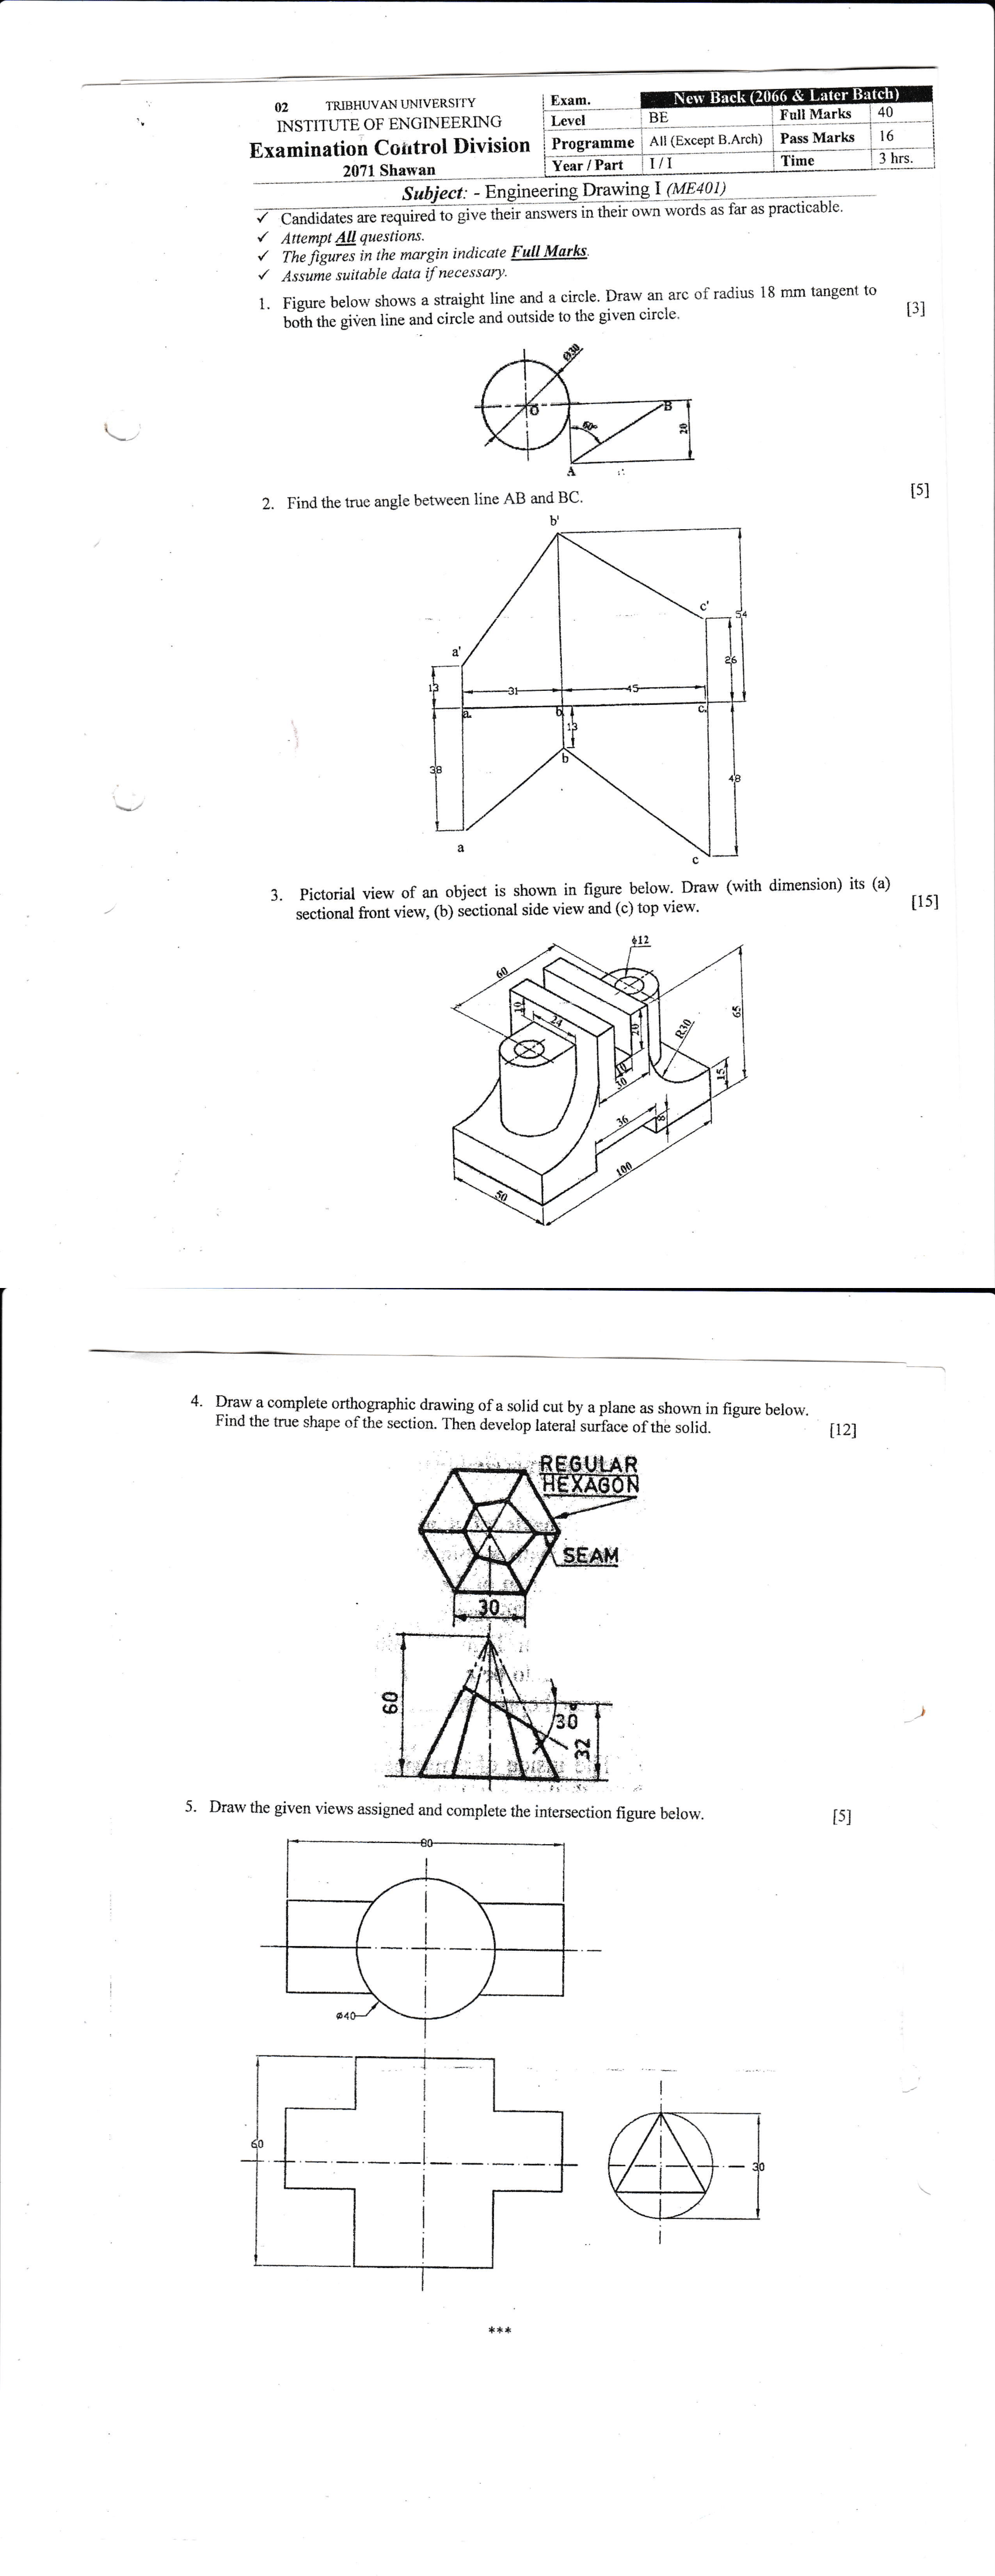 02 TRIBHUVAN UNIVERSITY
INSTITUTE OF ENGINEERING
Examination Control Division
2071 Shawan
Exam. New Back (2066 & Later Batch)
Level BE Full Marks 40
Programme All (Except B.Arch) Pass Marks 16
Year / Part I / I Time 3 hrs.
Subject: - Engineering Drawing I (ME401)
✓ Candidates are required to give their answers in their own words as far as practicable.
✓ Attempt All questions.
✓ The figures in the margin indicate Full Marks.
✓ Assume suitable data if necessary.
1. Figure below shows a straight line and a circle. Draw an arc of radius 18 mm tangent to
both the given line and circle and outside to the given circle. [3]
Ø30
O
B
60°
20
A
2. Find the true angle between line AB and BC. [5]
b'
c'
54
a'
26
13
31
45
a.
b
c.
13
b
38
48
a
c
3. Pictorial view of an object is shown in figure below. Draw (with dimension) its (a)
sectional front view, (b) sectional side view and (c) top view. [15]
ϕ12
60
10
24
20
R30
65
10
30
15
36
8
100
50
4. Draw a complete orthographic drawing of a solid cut by a plane as shown in figure below.
Find the true shape of the section. Then develop lateral surface of the solid. [12]
REGULAR
HEXAGON
SEAM
30
60
30°
32
5. Draw the given views assigned and complete the intersection figure below. [5]
80
ø40
60
30
***